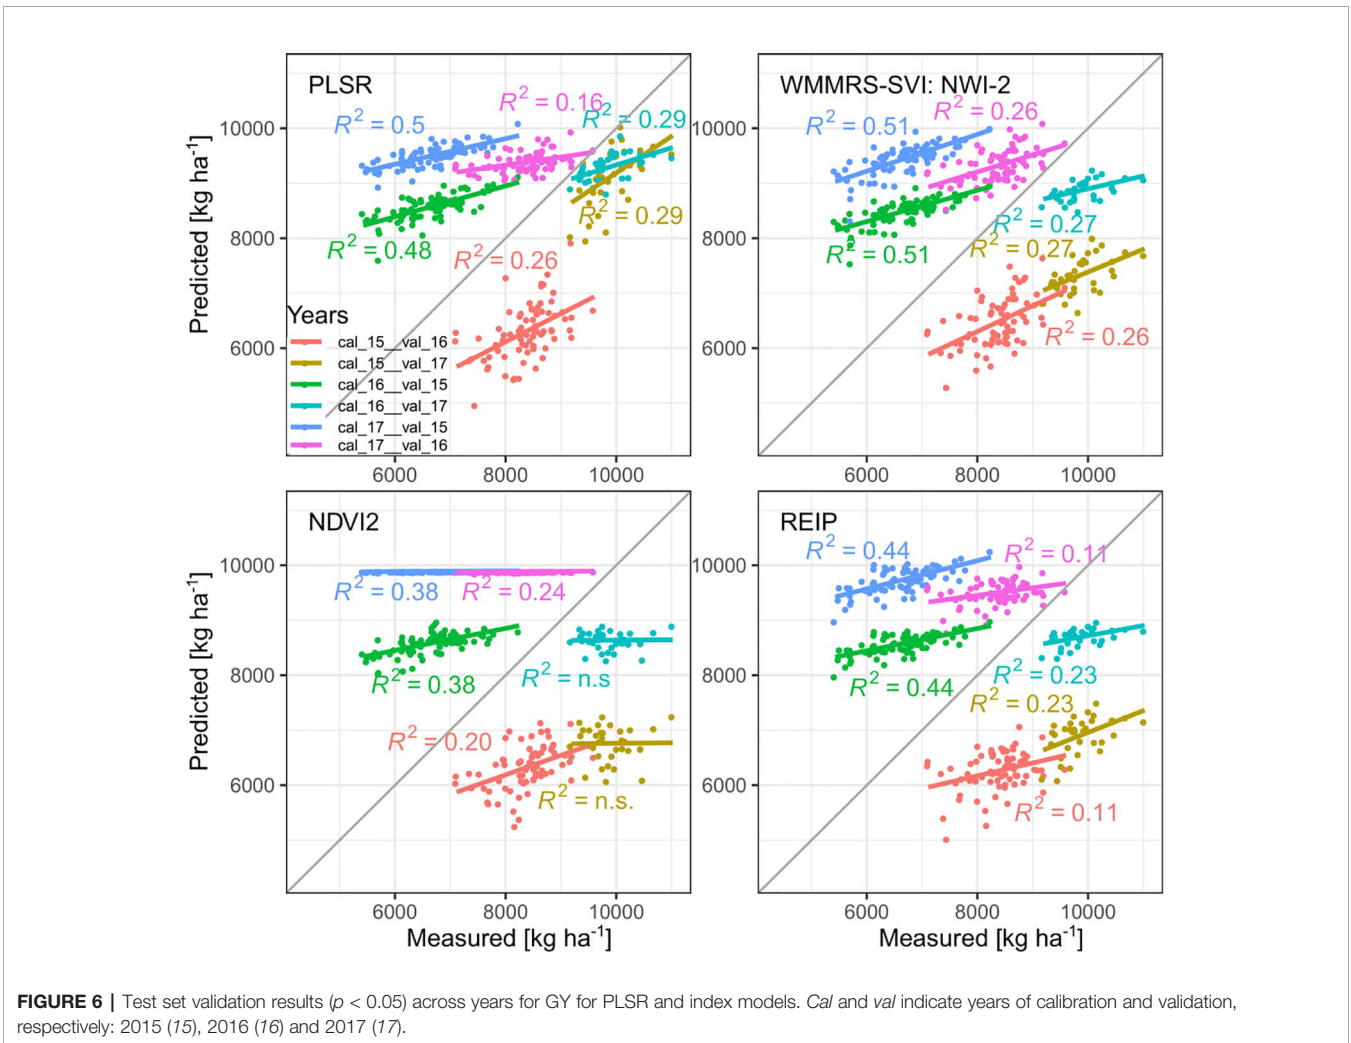 PLSR
R² = 0.5
R² = 0.16
R² = 0.29
R² = 0.48
R² = 0.26
R² = 0.29
Years
cal_15__val_16
cal_15__val_17
cal_16__val_15
cal_16__val_17
cal_17__val_15
cal_17__val_16
Predicted [kg ha⁻¹]
10000
8000
6000
6000 8000 10000
WMMRS-SVI: NWI-2
R² = 0.51
R² = 0.26
R² = 0.27
R² = 0.51
R² = 0.27
R² = 0.26
10000
8000
6000
6000 8000 10000
NDVI2
R² = 0.38
R² = 0.24
R² = 0.38
R² = n.s
R² = 0.20
R² = n.s.
Predicted [kg ha⁻¹]
10000
8000
6000
6000 8000 10000
Measured [kg ha⁻¹]
REIP
R² = 0.44
R² = 0.11
R² = 0.44
R² = 0.23
R² = 0.23
R² = 0.11
10000
8000
6000
6000 8000 10000
Measured [kg ha⁻¹]
FIGURE 6 | Test set validation results (p < 0.05) across years for GY for PLSR and index models. Cal and val indicate years of calibration and validation,
respectively: 2015 (15), 2016 (16) and 2017 (17).